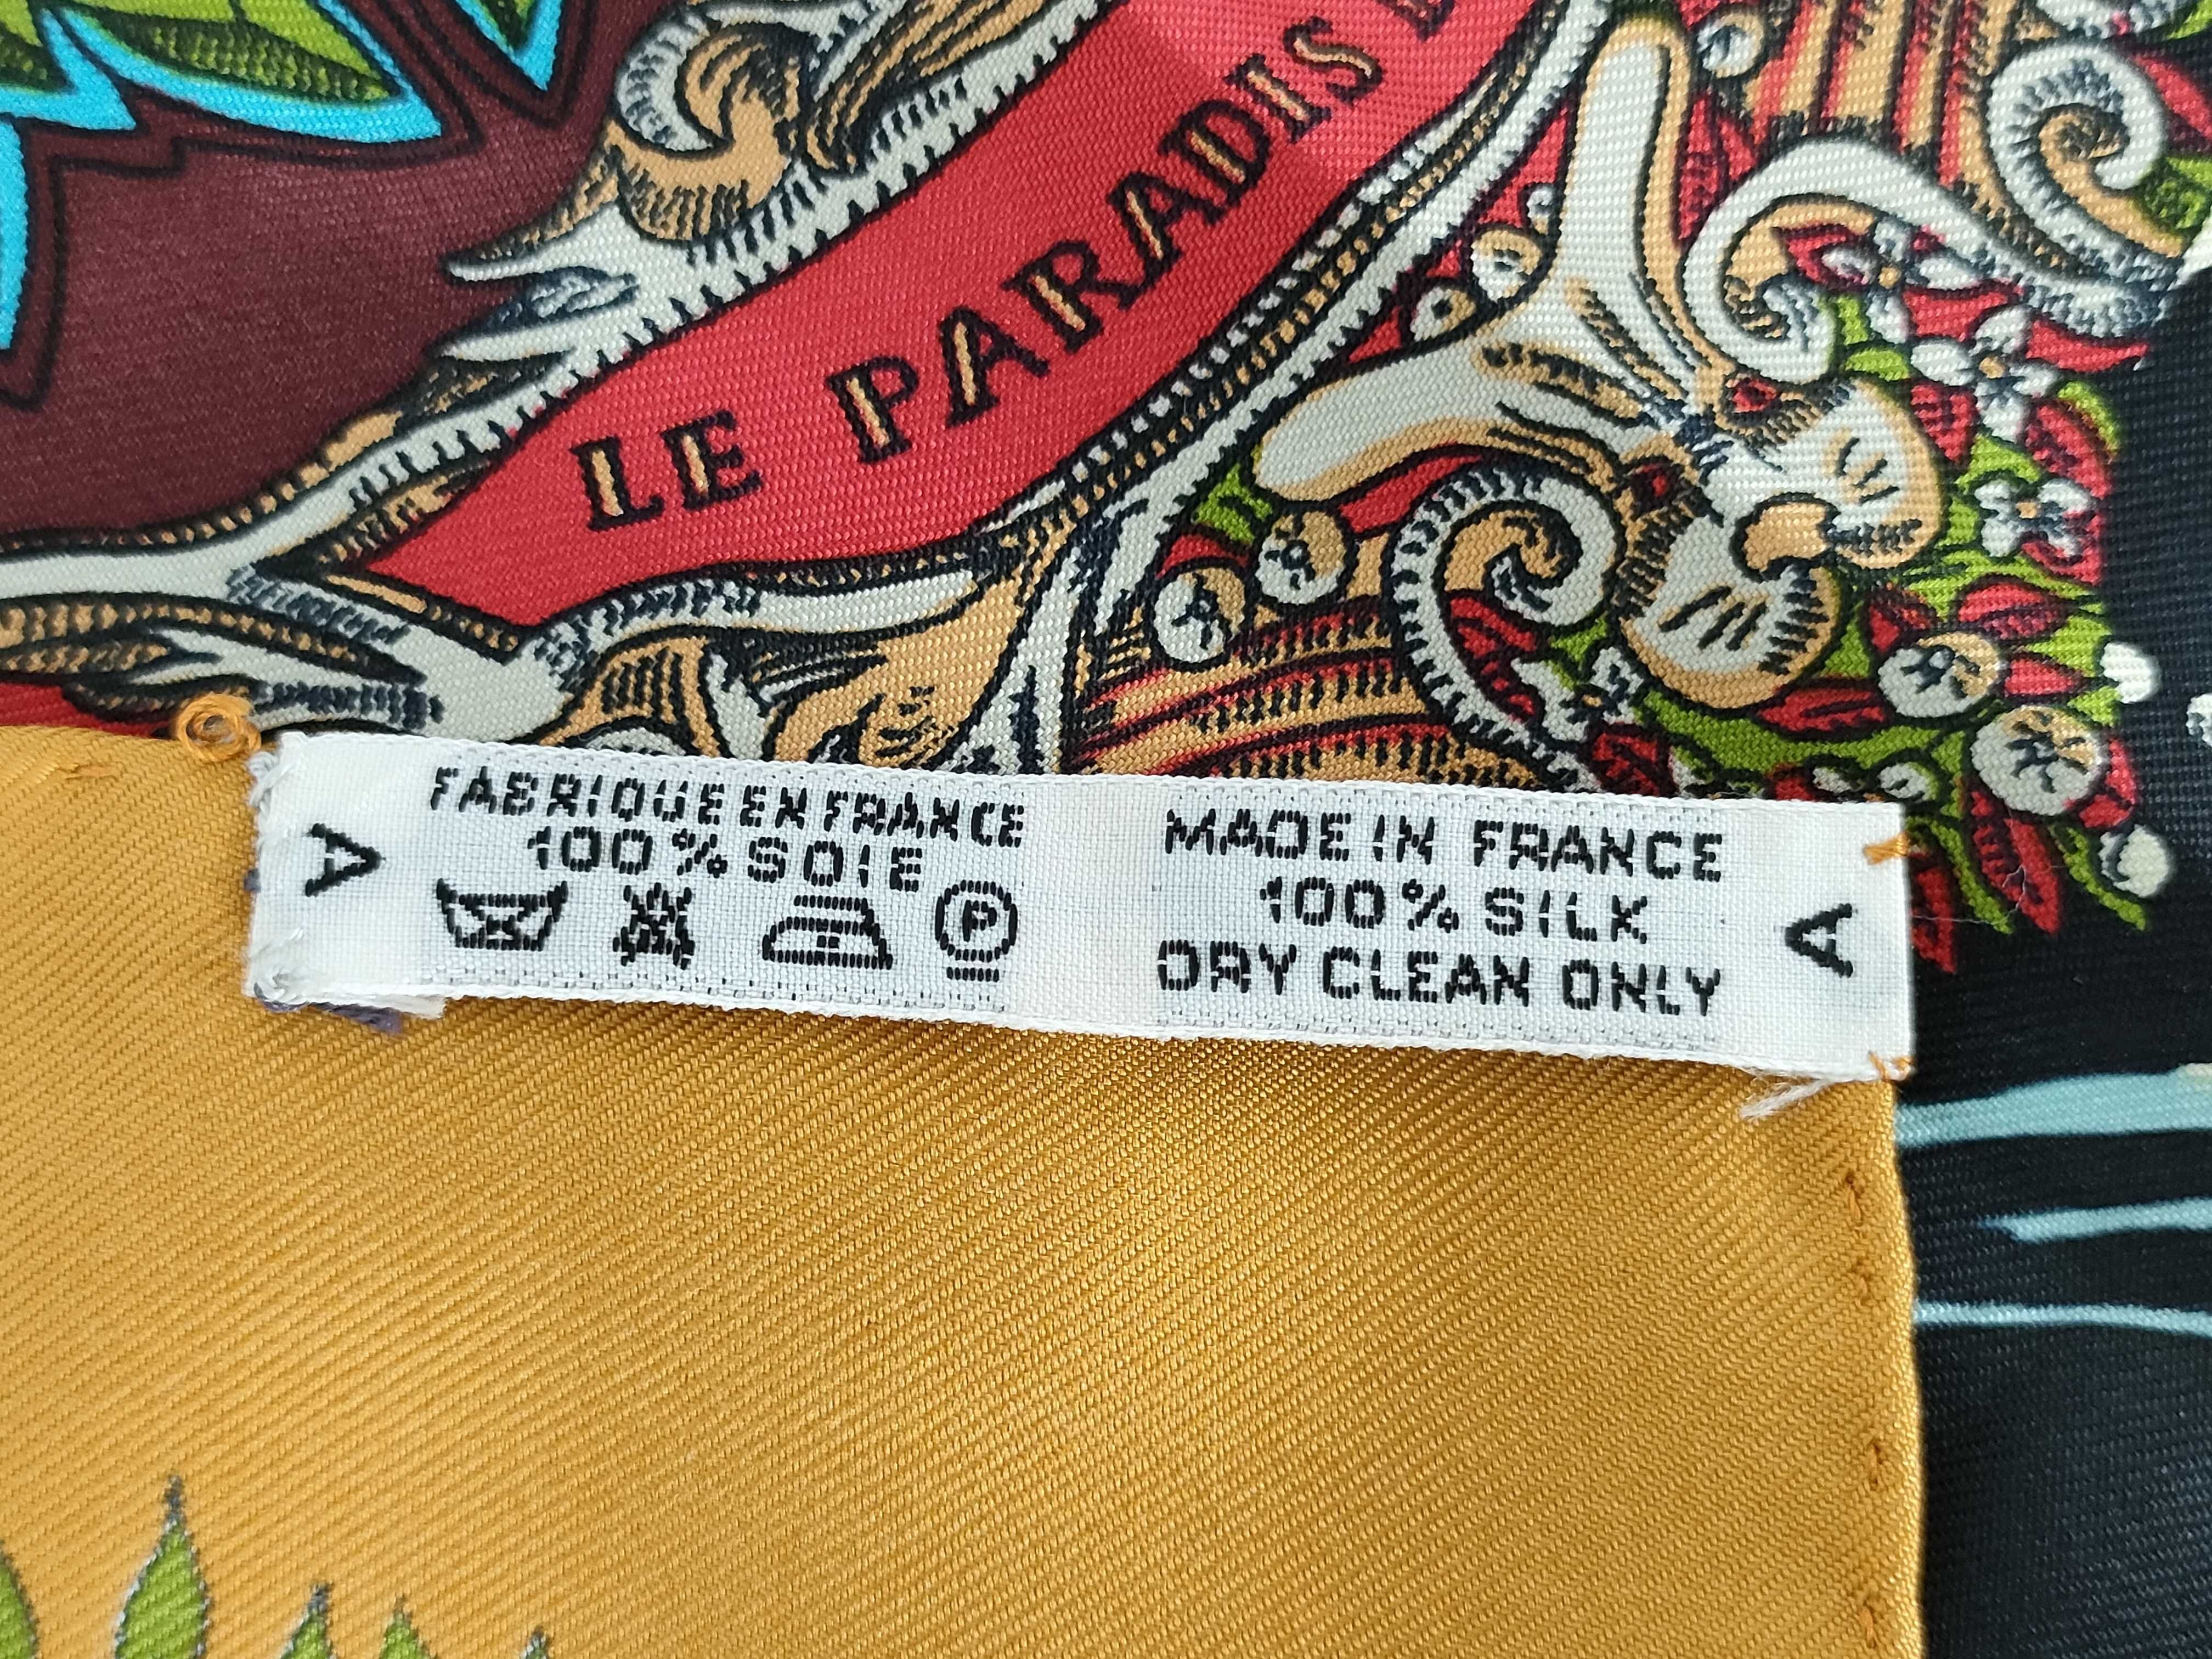 LE PARADIS
FABRIQUE EN FRANCE
100% SOIE
P
A
MADE IN FRANCE
100% SILK
DRY CLEAN ONLY
A